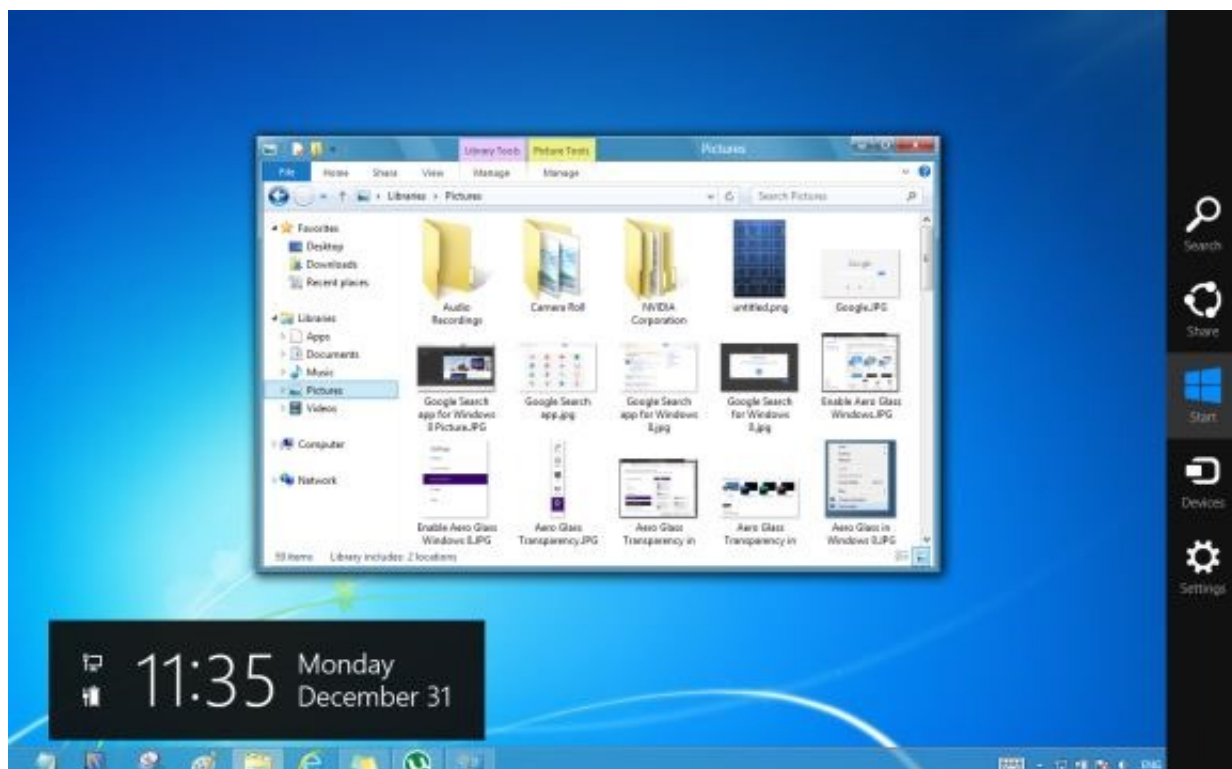 Library Tools Picture Tools Pictures
File Home Share View Manage Manage
Libraries Pictures Search Pictures
Favorites
Desktop
Downloads
Recent places
Libraries
Apps
Documents
Music
Pictures
Videos
Computer
Network
Audio
Recordings
Camera Roll
NVIDIA
Corporation
untitled.png
Google.JPG
Google Search
app for Windows
8 Picture.JPG
Google Search
app.jpg
Google Search
app for Windows
8.jpg
Google Search
for Windows
8.jpg
Enable Aero Glass
Windows.JPG
Enable Aero Glass
Windows 8.JPG
Aero Glass
Transparency.JPG
Aero Glass
Transparency in
Aero Glass
Transparency in
Aero Glass in
Windows 8.JPG
Library includes: 2 locations
Search
Share
Start
Devices
Settings
11:35
Monday
December 31
ENG